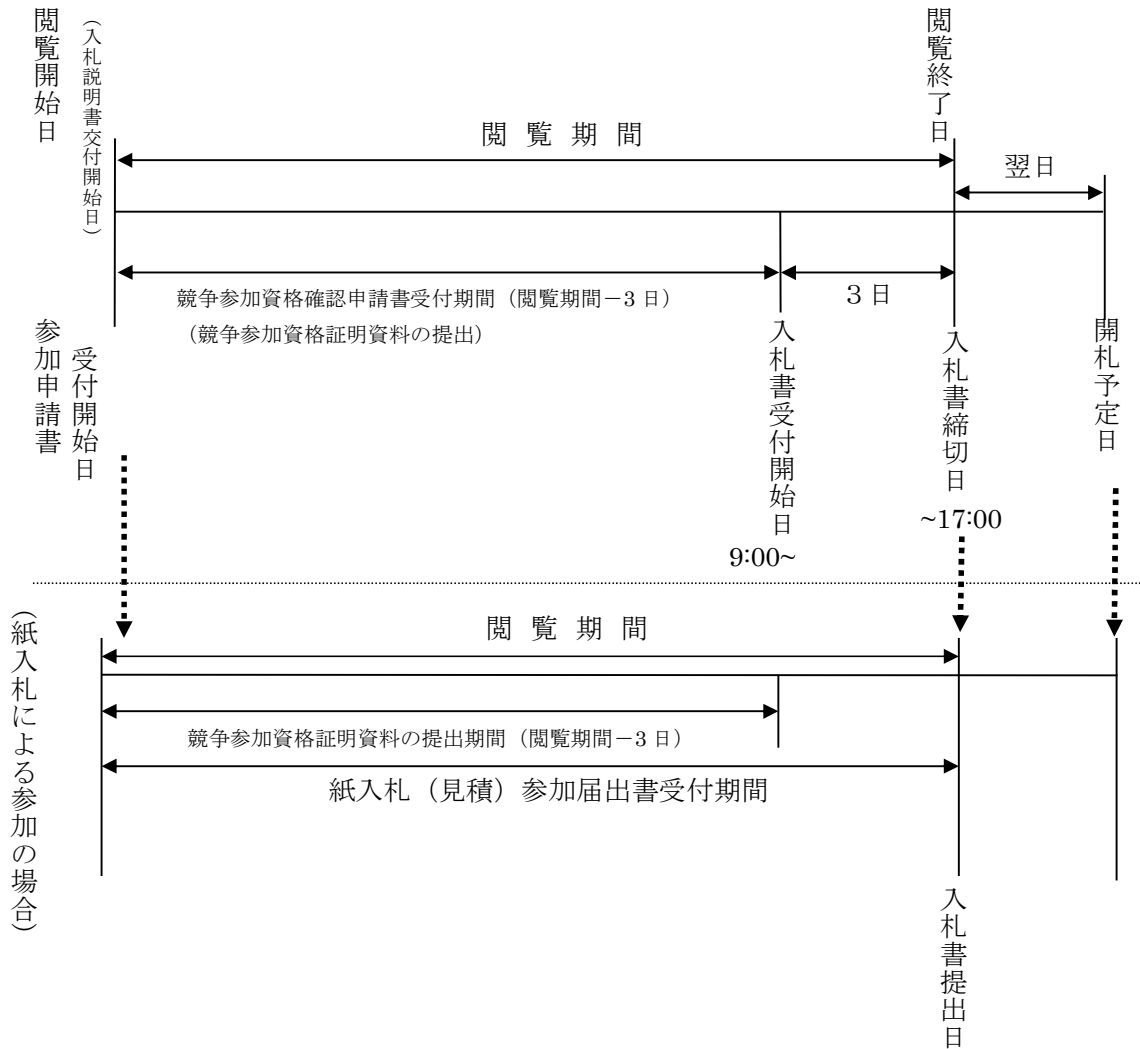 閲覧開始日
（入札説明書交付開始日）
閲覧終了日
閲 覧 期 間
翌日
競争参加資格確認申請書受付期間（閲覧期間－3 日）
（競争参加資格証明資料の提出）
３日
参加申請書
受付開始日
入札書受付開始日
9:00~
入札書締切日
~17:00
開札予定日
（紙入札による参加の場合）
閲 覧 期 間
競争参加資格証明資料の提出期間（閲覧期間－3 日）
紙入札（見積）参加届出書受付期間
入札書提出日